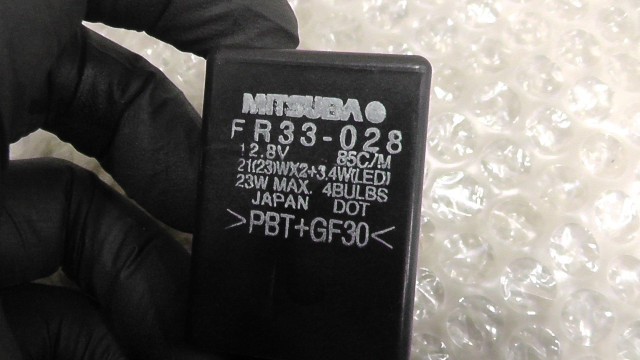 MITSUBA
FR33-028
12.8V 85C/M
21(23)WX2+3.4W(LED)
23W MAX. 4BULBS
JAPAN DOT
>PBT+GF30<